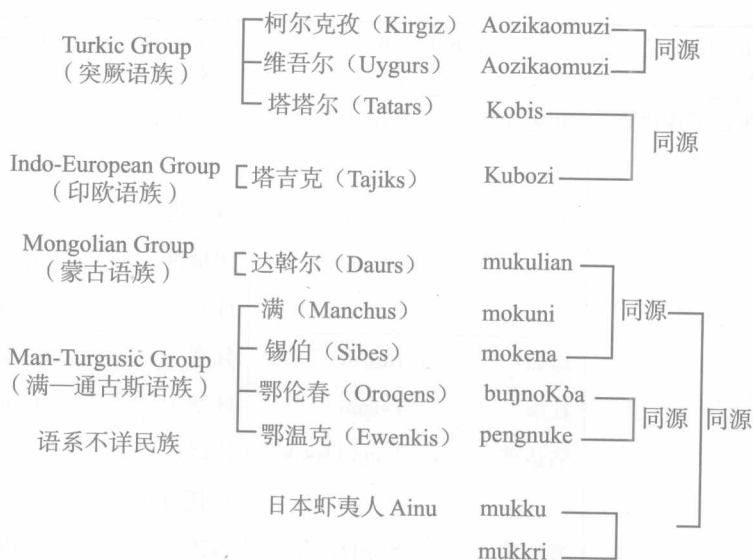 柯尔克孜（Kirgiz） Aozikaomuzi
Turkic Group
（突厥语族）
维吾尔（Uygurs） Aozikaomuzi
同源
塔塔尔（Tatars） Kobis
同源
Indo-European Group
（印欧语族）
塔吉克（Tajiks） Kubozi
Mongolian Group
（蒙古语族）
达斡尔（Daurs） mukulian
满（Manchus） mokuni
同源
Man-Turgusic Group
（满—通古斯语族）
锡伯（Sibes） mokena
鄂伦春（Oroqens） buŋnoKòa
同源
同源
语系不详民族
鄂温克（Ewenkis） pengnuke
日本虾夷人 Ainu mukku
mukkri